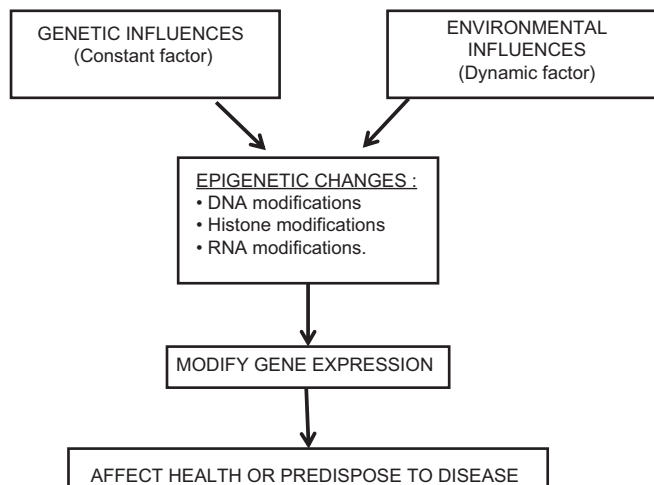 GENETIC INFLUENCES
(Constant factor)
ENVIRONMENTAL
INFLUENCES
(Dynamic factor)
EPIGENETIC CHANGES :
• DNA modifications
• Histone modifications
• RNA modifications.
MODIFY GENE EXPRESSION
AFFECT HEALTH OR PREDISPOSE TO DISEASE